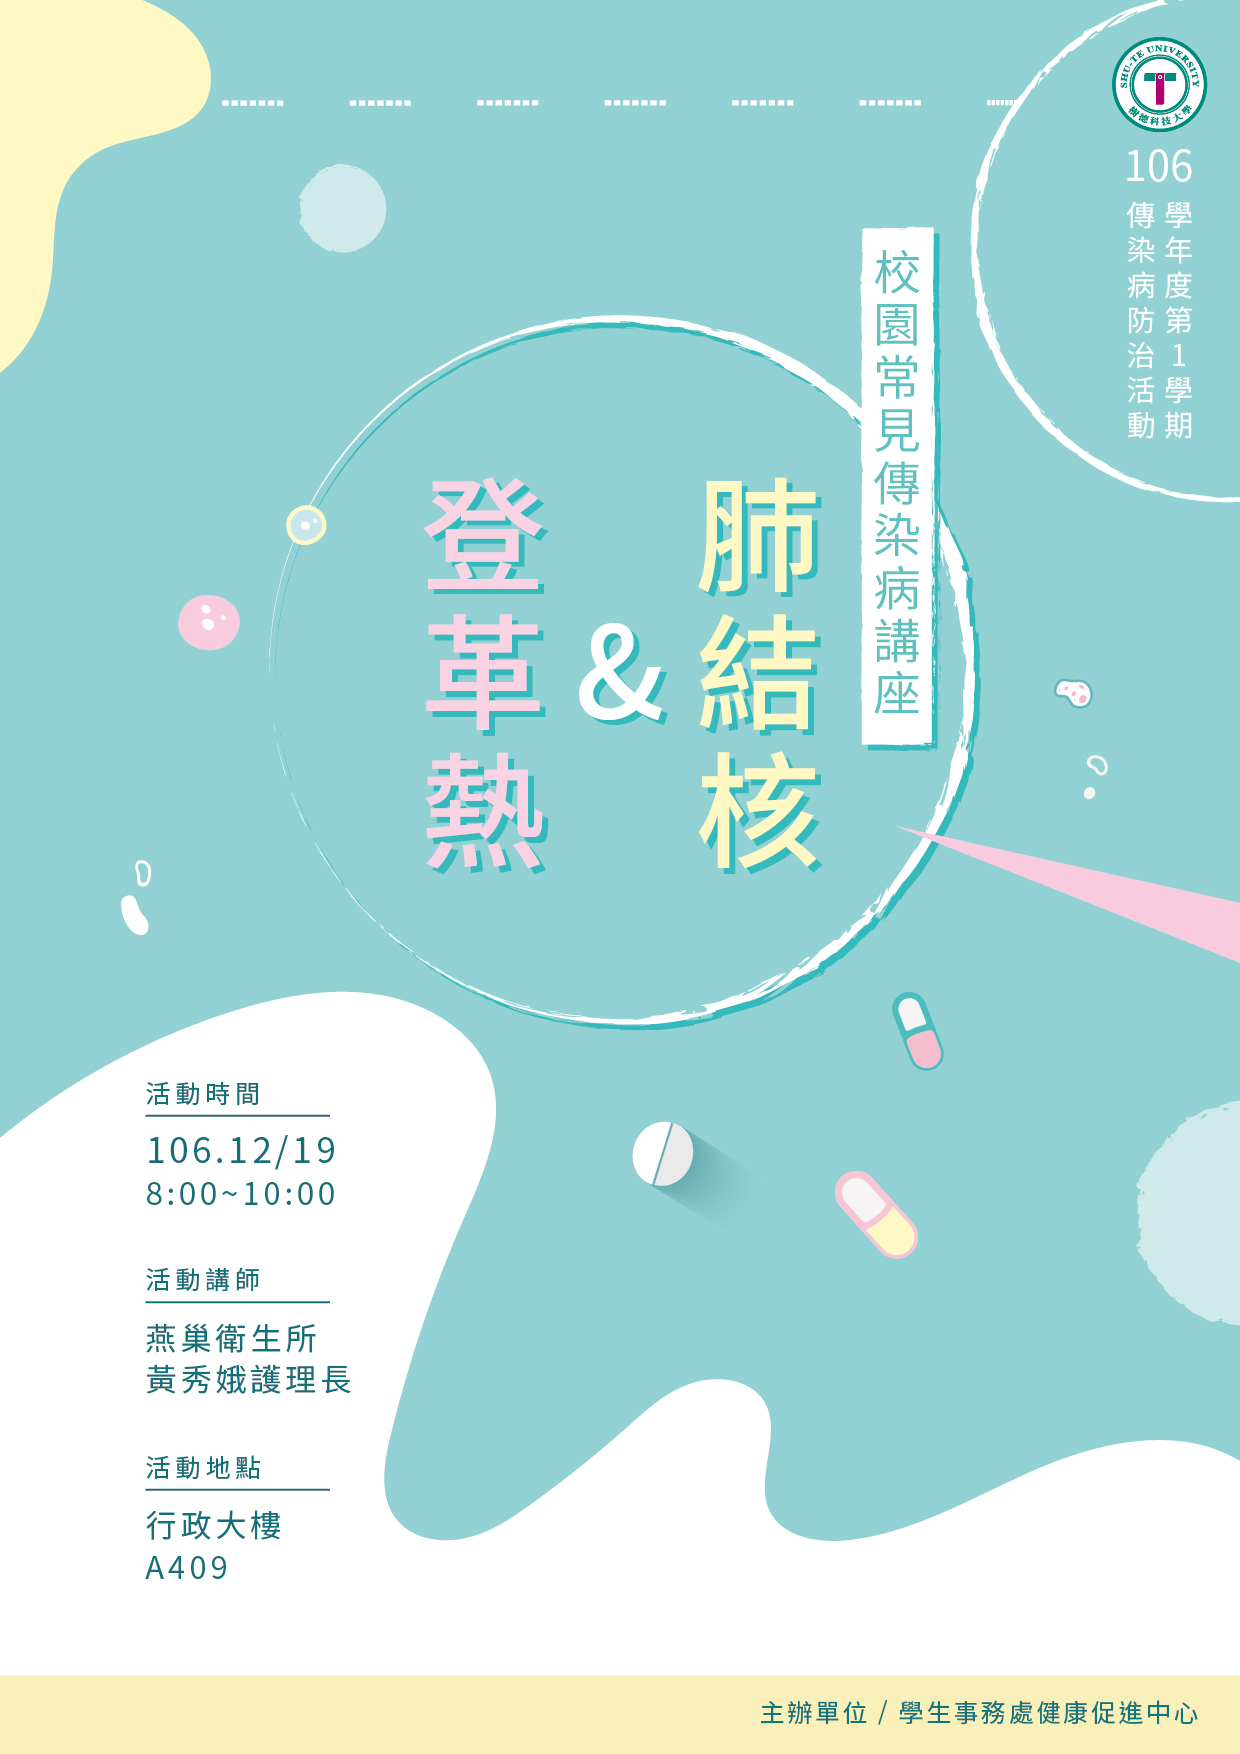 SHU-TE UNIVERSITY
樹德科技大學
106
學年度第1學期
傳染病防治活動
校園常見傳染病講座
肺結核
&
登革熱
活動時間
106.12/19
8:00~10:00
活動講師
燕巢衛生所
黃秀娥護理長
活動地點
行政大樓
A409
主辦單位 / 學生事務處健康促進中心